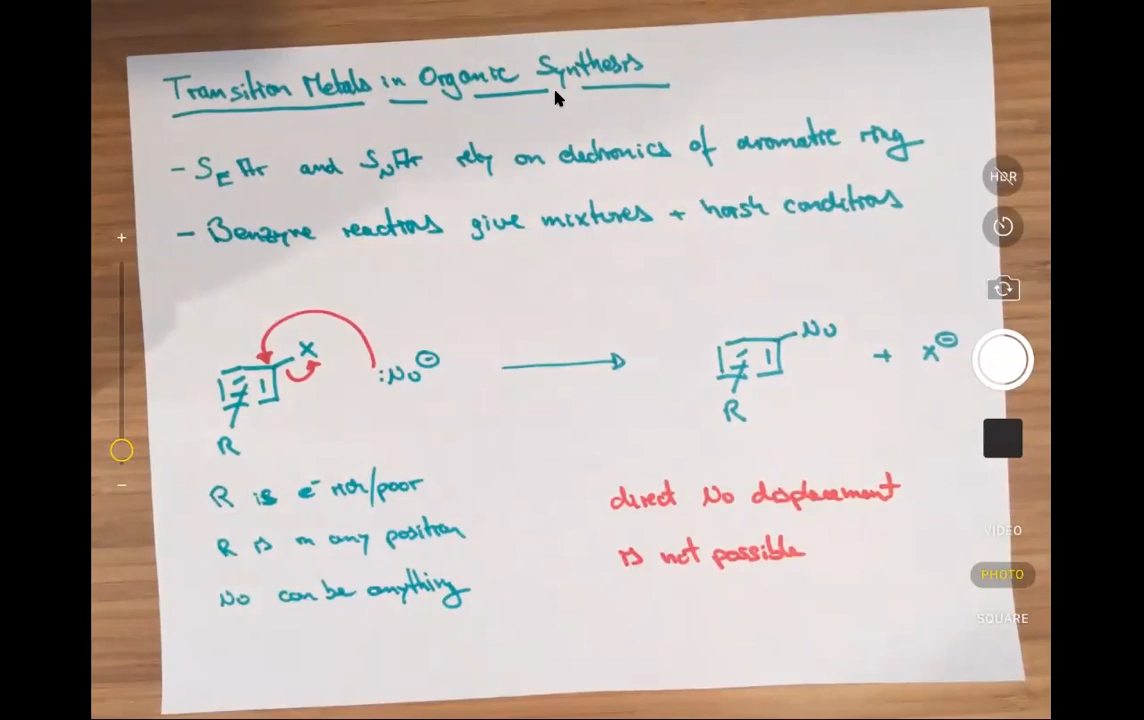 Transition Metals in Organic Synthesis
- SEAr and SNAr rely on electronics of aromatic ring
- Benzyne reactions give mixtures + harsh conditions
X
:Nu⊖
R
Nu
+ X⊖
R
R is e⁻ rich/poor
R is in any position
Nu can be anything
direct Nu displacement
is not possible
HDR
VIDEO
PHOTO
SQUARE